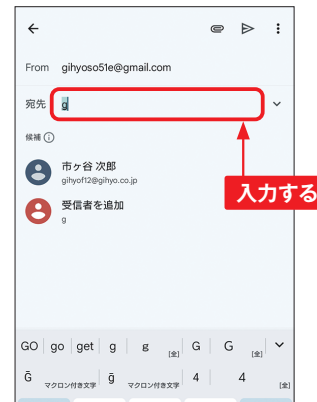 From gihyoso51e@gmail.com
宛先 g
候補
市ヶ谷 次郎
gihyof12@gihyo.co.jp
受信者を追加
g
入力する
GO go get g ｇ [全] G Ｇ [全]
Ḡ マクロン付き文字 ḡ マクロン付き文字 4 ４ [全]